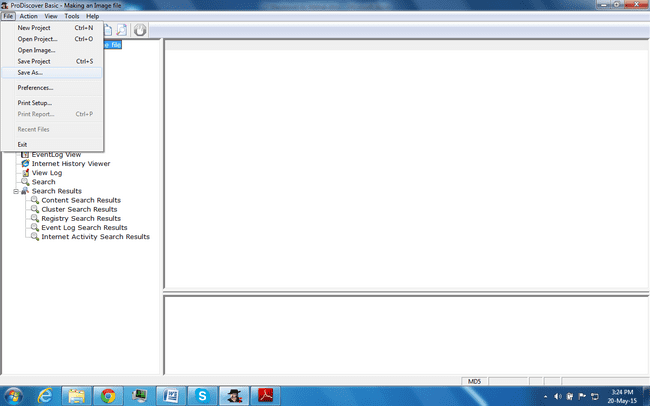 ProDiscover Basic - Making an Image file
File Action View Tools Help
New Project Ctrl+N
Open Project... Ctrl+O
Open Image...
Save Project Ctrl+S
Save As...
Preferences...
Print Setup...
Print Report... Ctrl+P
Recent Files
Exit
file
EventLog View
Internet History Viewer
View Log
Search
Search Results
Content Search Results
Cluster Search Results
Registry Search Results
Event Log Search Results
Internet Activity Search Results
MD5
3:24 PM
20-May-15